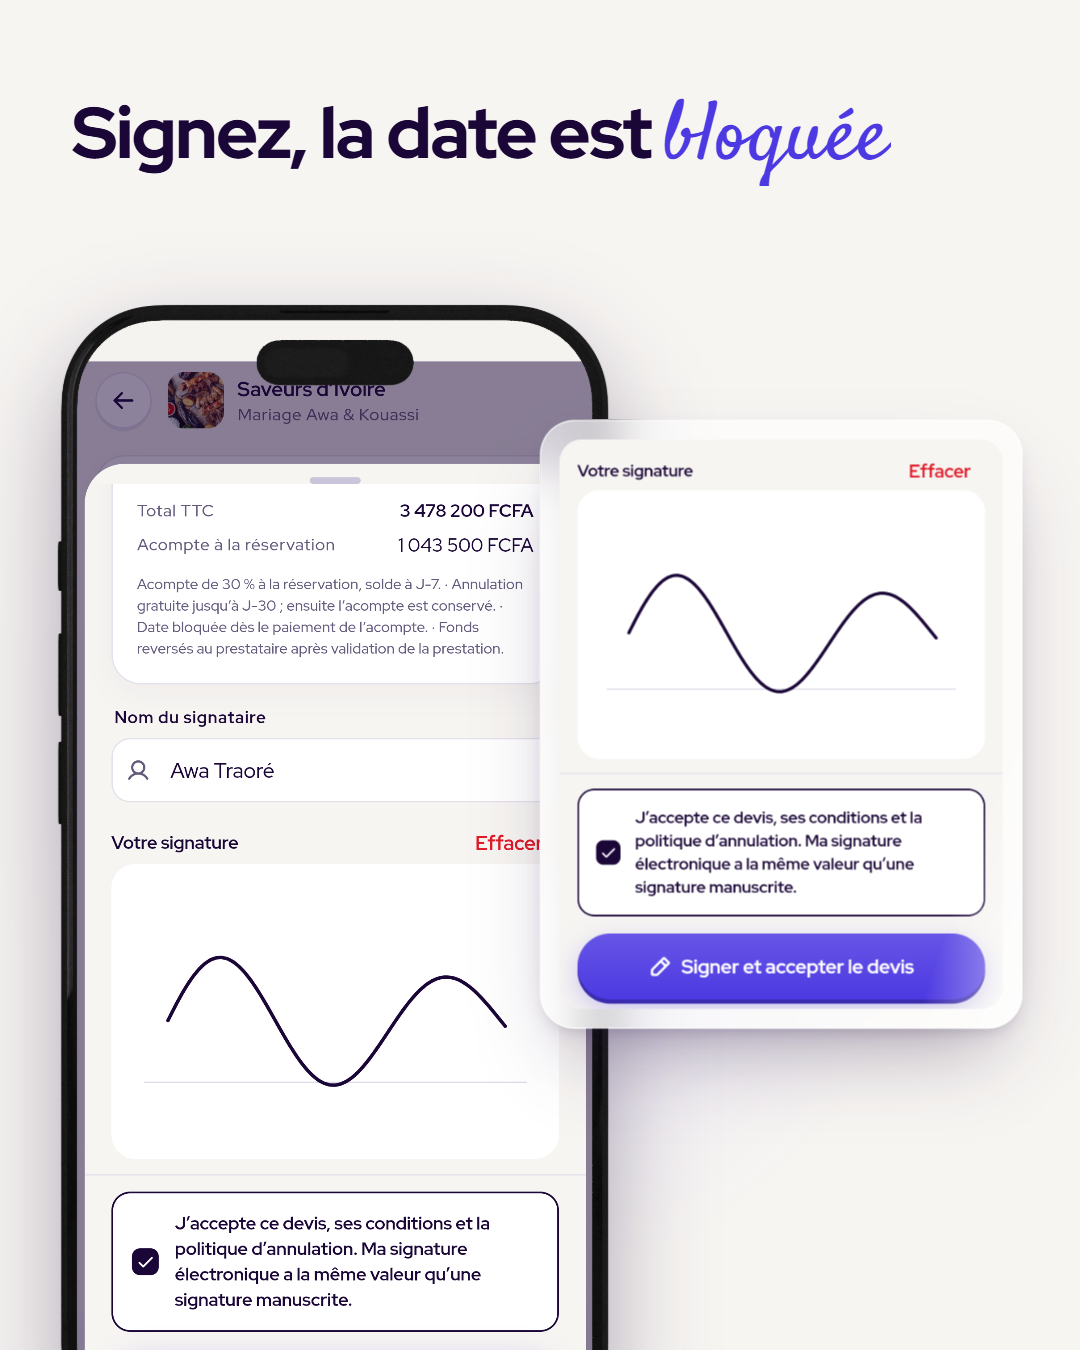 Signez, la date est bloquée
Saveurs d'Ivoire
Mariage Awa & Kouassi
Total TTC 3 478 200 FCFA
Acompte à la réservation 1 043 500 FCFA
Acompte de 30 % à la réservation, solde à J-7. · Annulation
gratuite jusqu'à J-30 ; ensuite l'acompte est conservé. ·
Date bloquée dès le paiement de l'acompte. · Fonds
reversés au prestataire après validation de la prestation.
Nom du signataire
Awa Traoré
Votre signature Effacer
J'accepte ce devis, ses conditions et la
politique d'annulation. Ma signature
électronique a la même valeur qu'une
signature manuscrite.
Votre signature Effacer
J'accepte ce devis, ses conditions et la
politique d'annulation. Ma signature
électronique a la même valeur qu'une
signature manuscrite.
Signer et accepter le devis